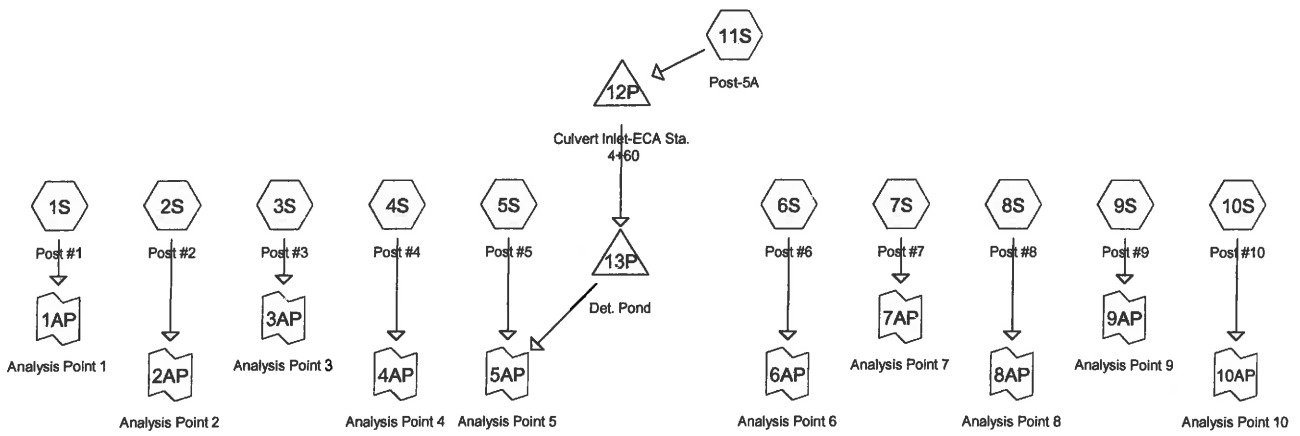 11S
Post-5A
12P
Culvert Inlet-ECA Sta.
4+60
1S
2S
3S
4S
5S
6S
7S
8S
9S
10S
Post #1
Post #2
Post #3
Post #4
Post #5
Post #6
Post #7
Post #8
Post #9
Post #10
13P
Det. Pond
1AP
3AP
7AP
9AP
Analysis Point 1
Analysis Point 3
Analysis Point 7
Analysis Point 9
2AP
4AP
5AP
6AP
8AP
10AP
Analysis Point 2
Analysis Point 4
Analysis Point 5
Analysis Point 6
Analysis Point 8
Analysis Point 10